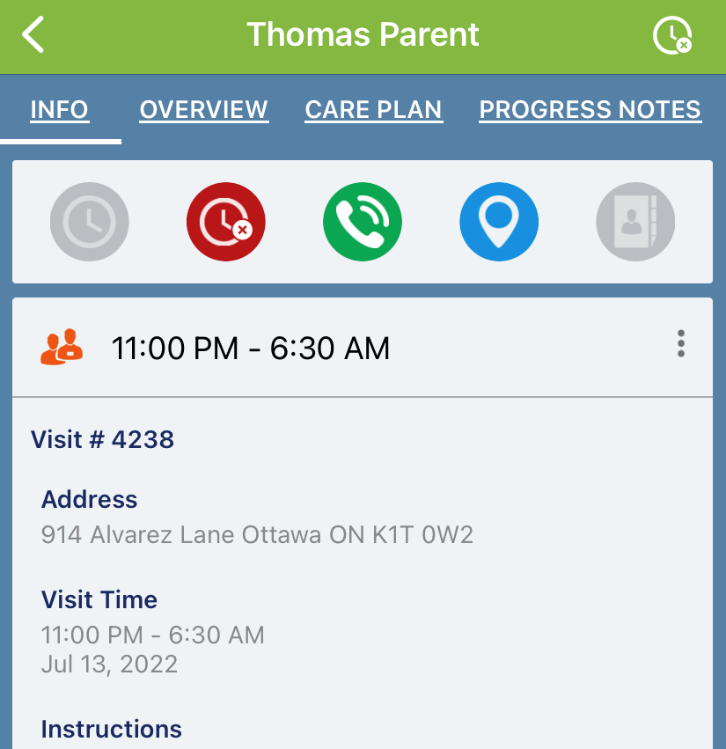 Thomas Parent
INFO OVERVIEW CARE PLAN PROGRESS NOTES
11:00 PM - 6:30 AM
Visit # 4238
Address
914 Alvarez Lane Ottawa ON K1T 0W2
Visit Time
11:00 PM - 6:30 AM
Jul 13, 2022
Instructions